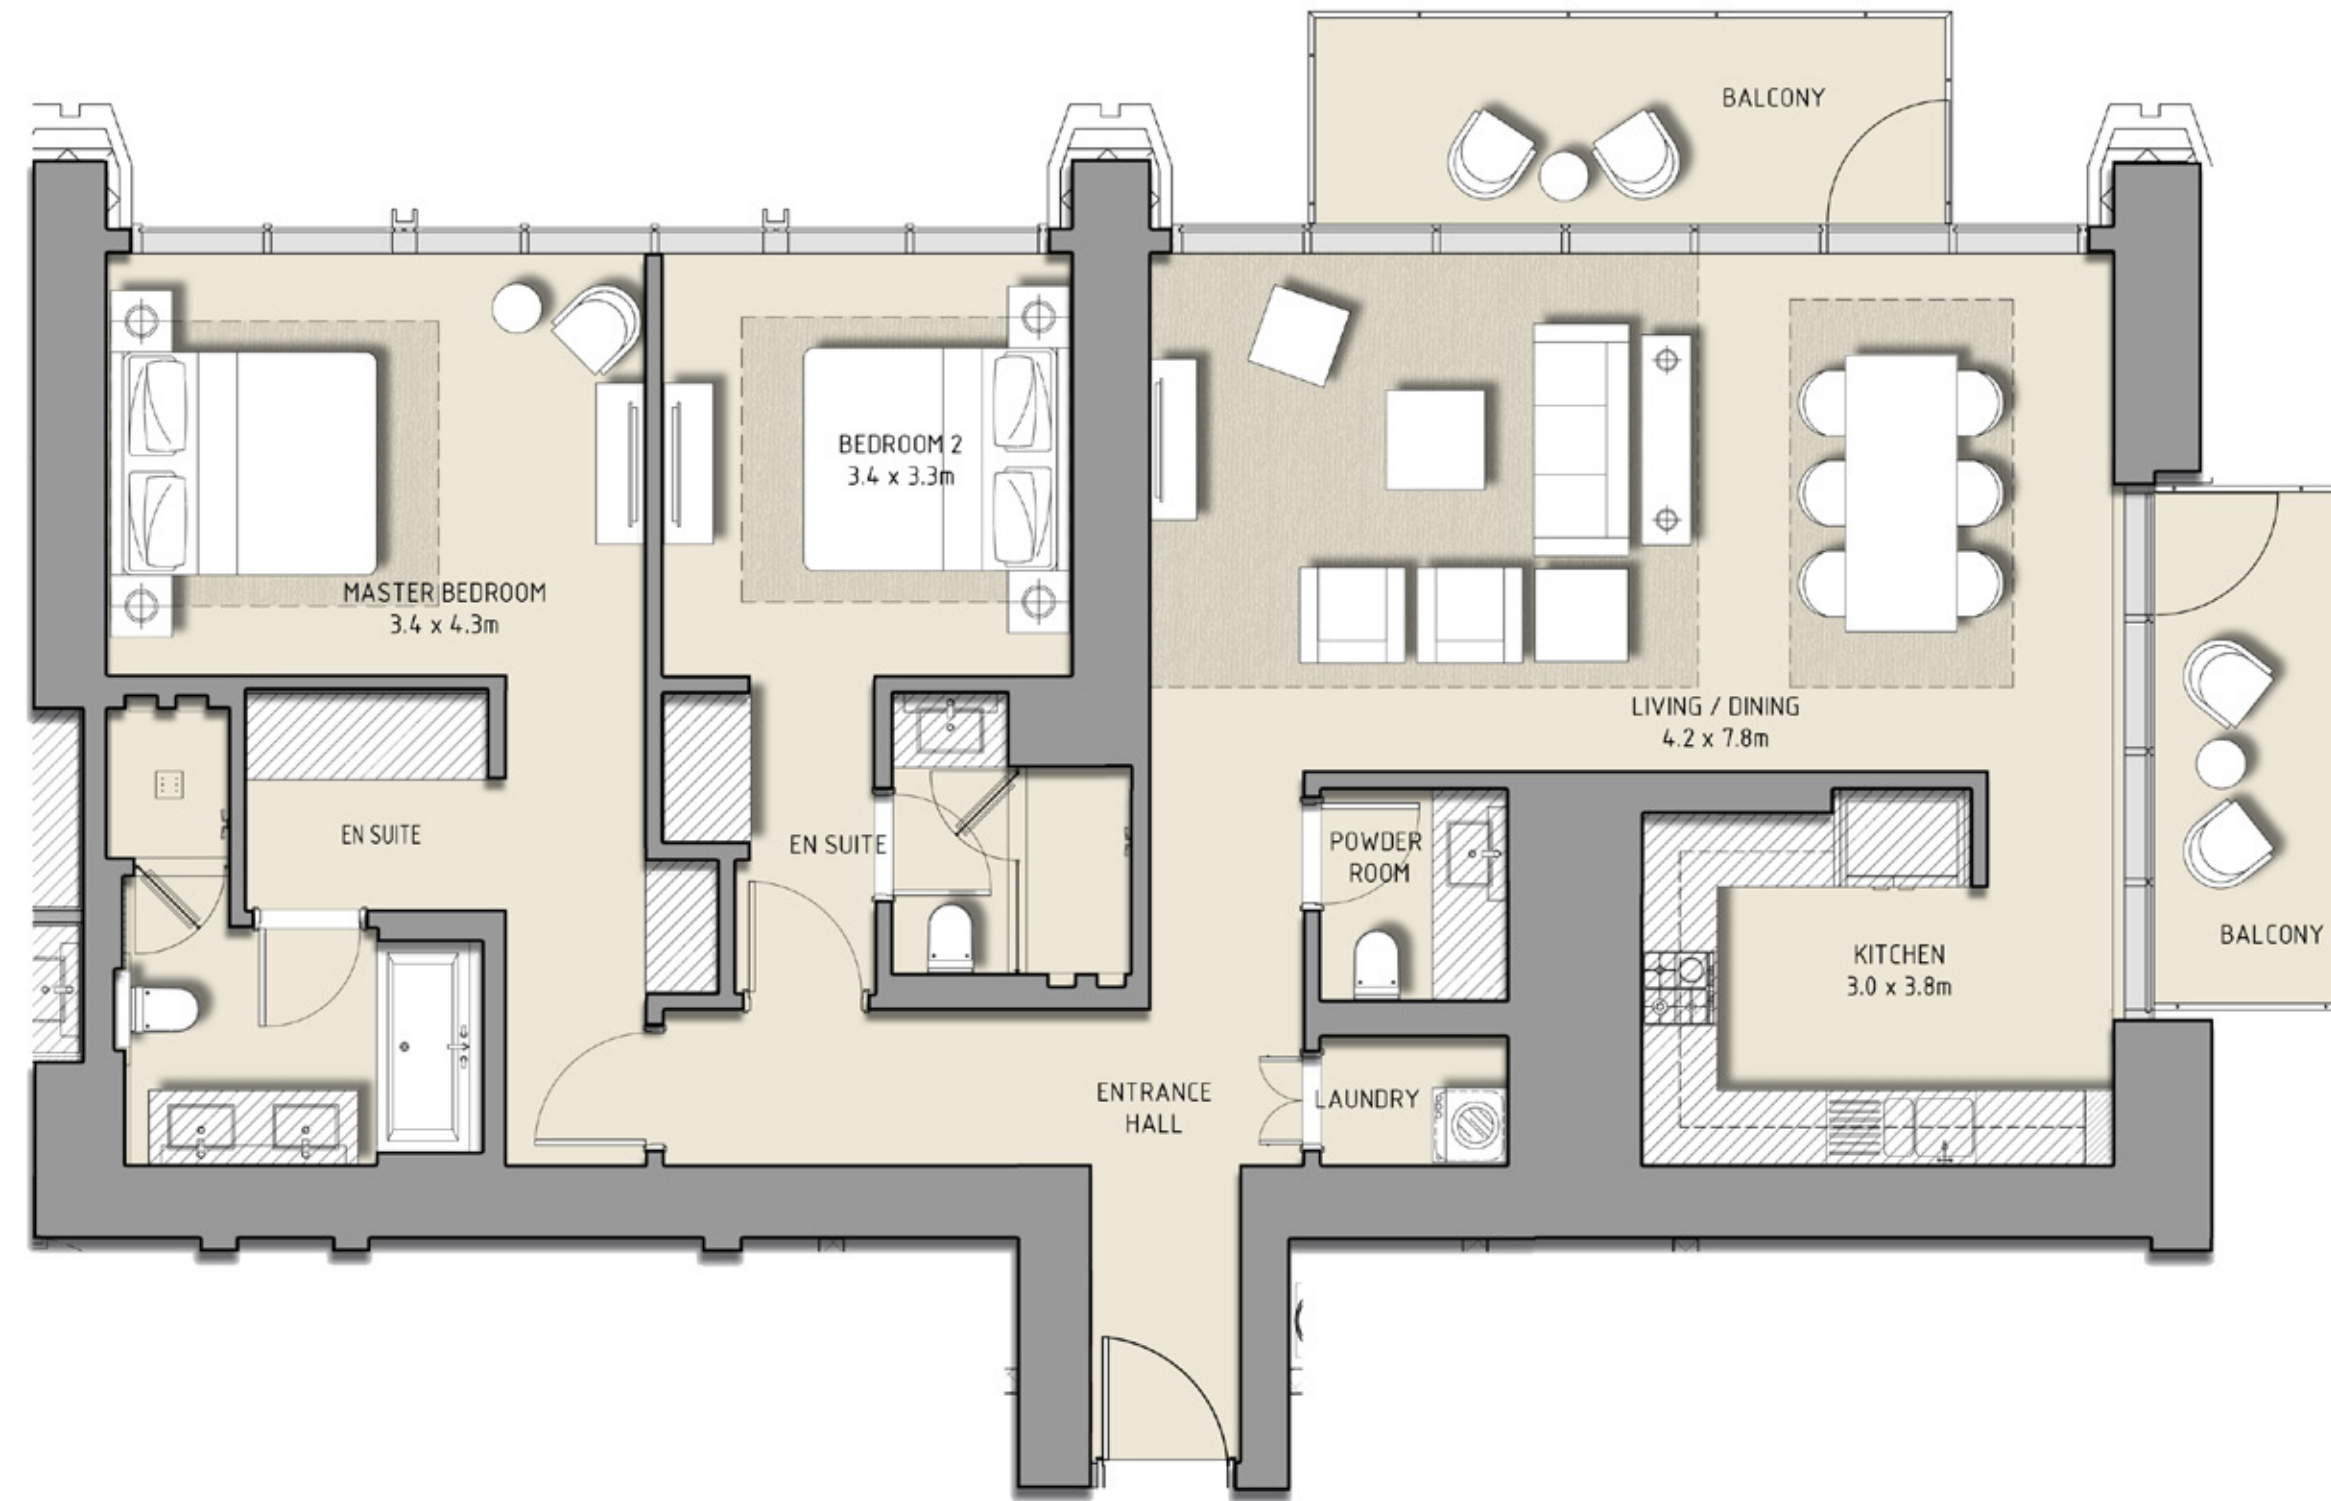 BALCONY
BEDROOM 2
3.4 x 3.3m
MASTER BEDROOM
3.4 x 4.3m
LIVING / DINING
4.2 x 7.8m
EN SUITE
EN SUITE
POWDER
ROOM
KITCHEN
3.0 x 3.8m
BALCONY
ENTRANCE
HALL
LAUNDRY